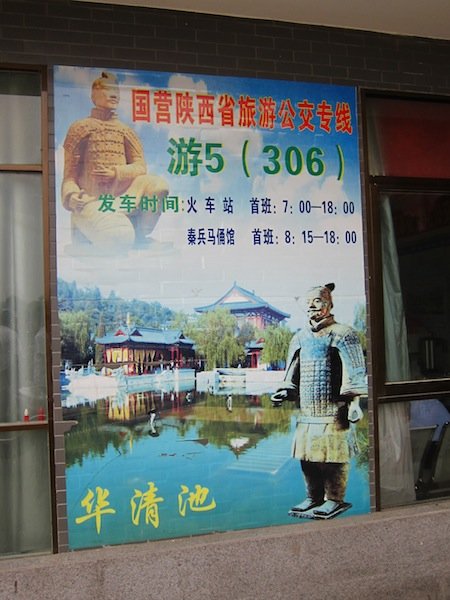 国营陕西省旅游公交专线
游5(306)
发车时间:火车站 首班:7:00—18:00
秦兵马俑馆 首班:8:15—18:00
华清池